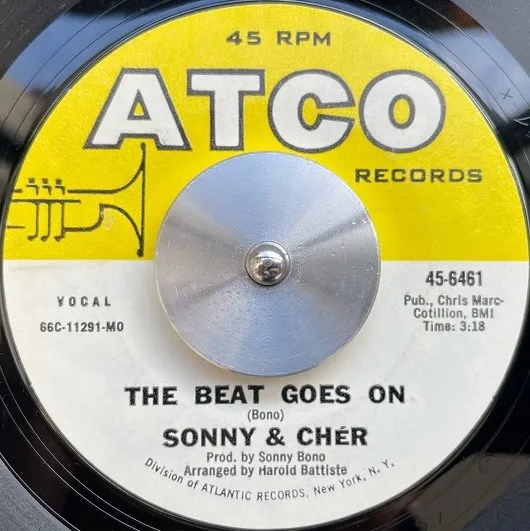 45 RPM
ATCO
RECORDS
VOCAL
66C-11291-MO
45-6461
Pub., Chris Marc-
Cotillion, BMI
Time: 3:18
THE BEAT GOES ON
(Bono)
SONNY & CHÉR
Prod. by Sonny Bono
Arranged by Harold Battiste
Division of ATLANTIC RECORDS, New York, N. Y.